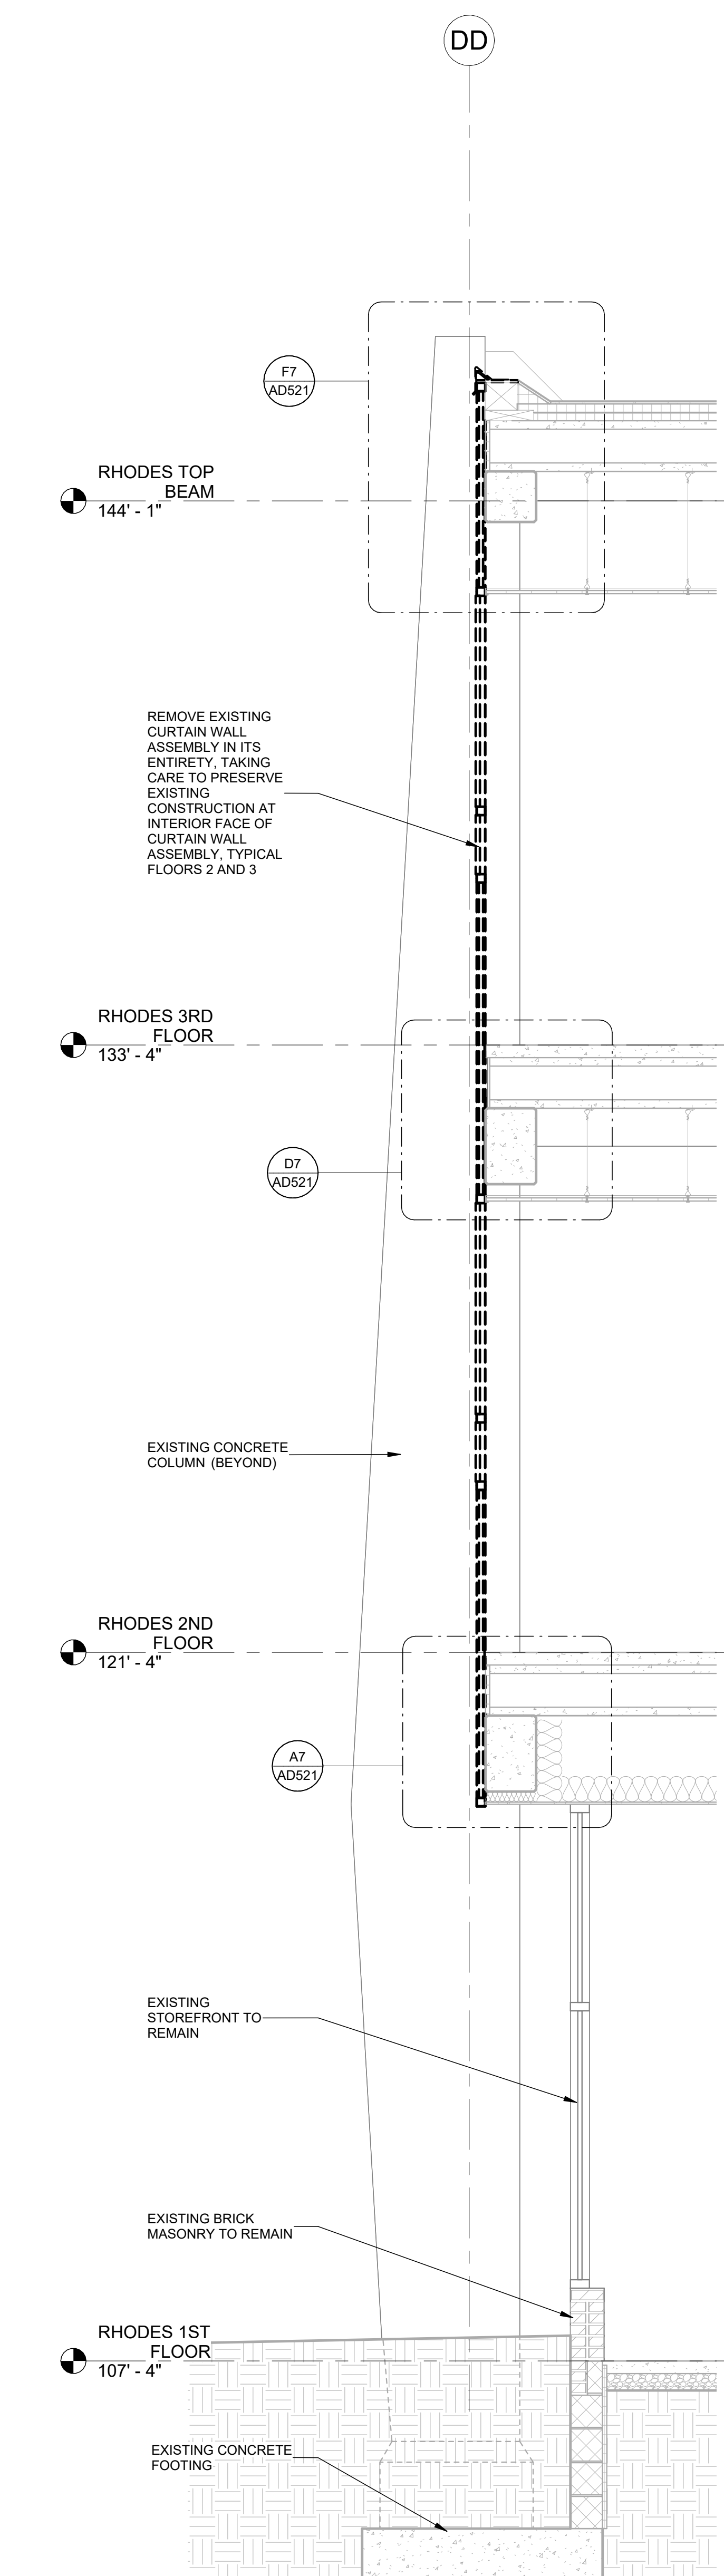 DD
F7
AD521
RHODES TOP
BEAM
144' - 1"
REMOVE EXISTING
CURTAIN WALL
ASSEMBLY IN ITS
ENTIRETY, TAKING
CARE TO PRESERVE
EXISTING
CONSTRUCTION AT
INTERIOR FACE OF
CURTAIN WALL
ASSEMBLY, TYPICAL
FLOORS 2 AND 3
RHODES 3RD
FLOOR
133' - 4"
D7
AD521
EXISTING CONCRETE
COLUMN (BEYOND)
RHODES 2ND
FLOOR
121' - 4"
A7
AD521
EXISTING
STOREFRONT TO
REMAIN
EXISTING BRICK
MASONRY TO REMAIN
RHODES 1ST
FLOOR
107' - 4"
EXISTING CONCRETE
FOOTING